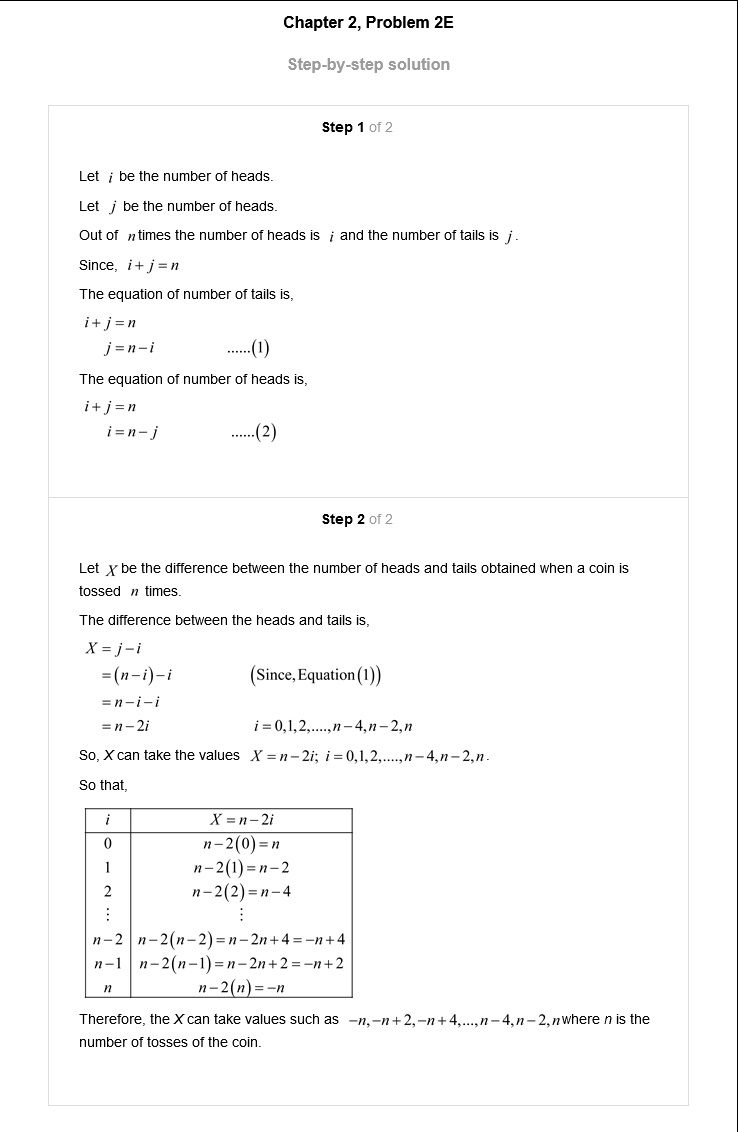 Chapter 2, Problem 2E
Step-by-step solution
Step 1 of 2
Let i be the number of heads.
Let j be the number of heads.
Out of n times the number of heads is i and the number of tails is j.
Since, i + j = n
The equation of number of tails is,
i + j = n
j = n − i ......(1)
The equation of number of heads is,
i + j = n
i = n − j ......(2)
Step 2 of 2
Let X be the difference between the number of heads and tails obtained when a coin is
tossed n times.
The difference between the heads and tails is,
X = j − i
= (n − i) − i (Since, Equation (1))
= n − i − i
= n − 2i i = 0,1,2,....,n − 4,n − 2,n
So, X can take the values X = n − 2i; i = 0,1,2,....,n − 4,n − 2,n.
So that,
i X = n − 2i
0 n − 2(0) = n
1 n − 2(1) = n − 2
2 n − 2(2) = n − 4
⋮ ⋮
n − 2 n − 2(n − 2) = n − 2n + 4 = −n + 4
n − 1 n − 2(n − 1) = n − 2n + 2 = −n + 2
n n − 2(n) = −n
Therefore, the X can take values such as −n,−n + 2,−n + 4,...,n − 4,n − 2,n where n is the
number of tosses of the coin.